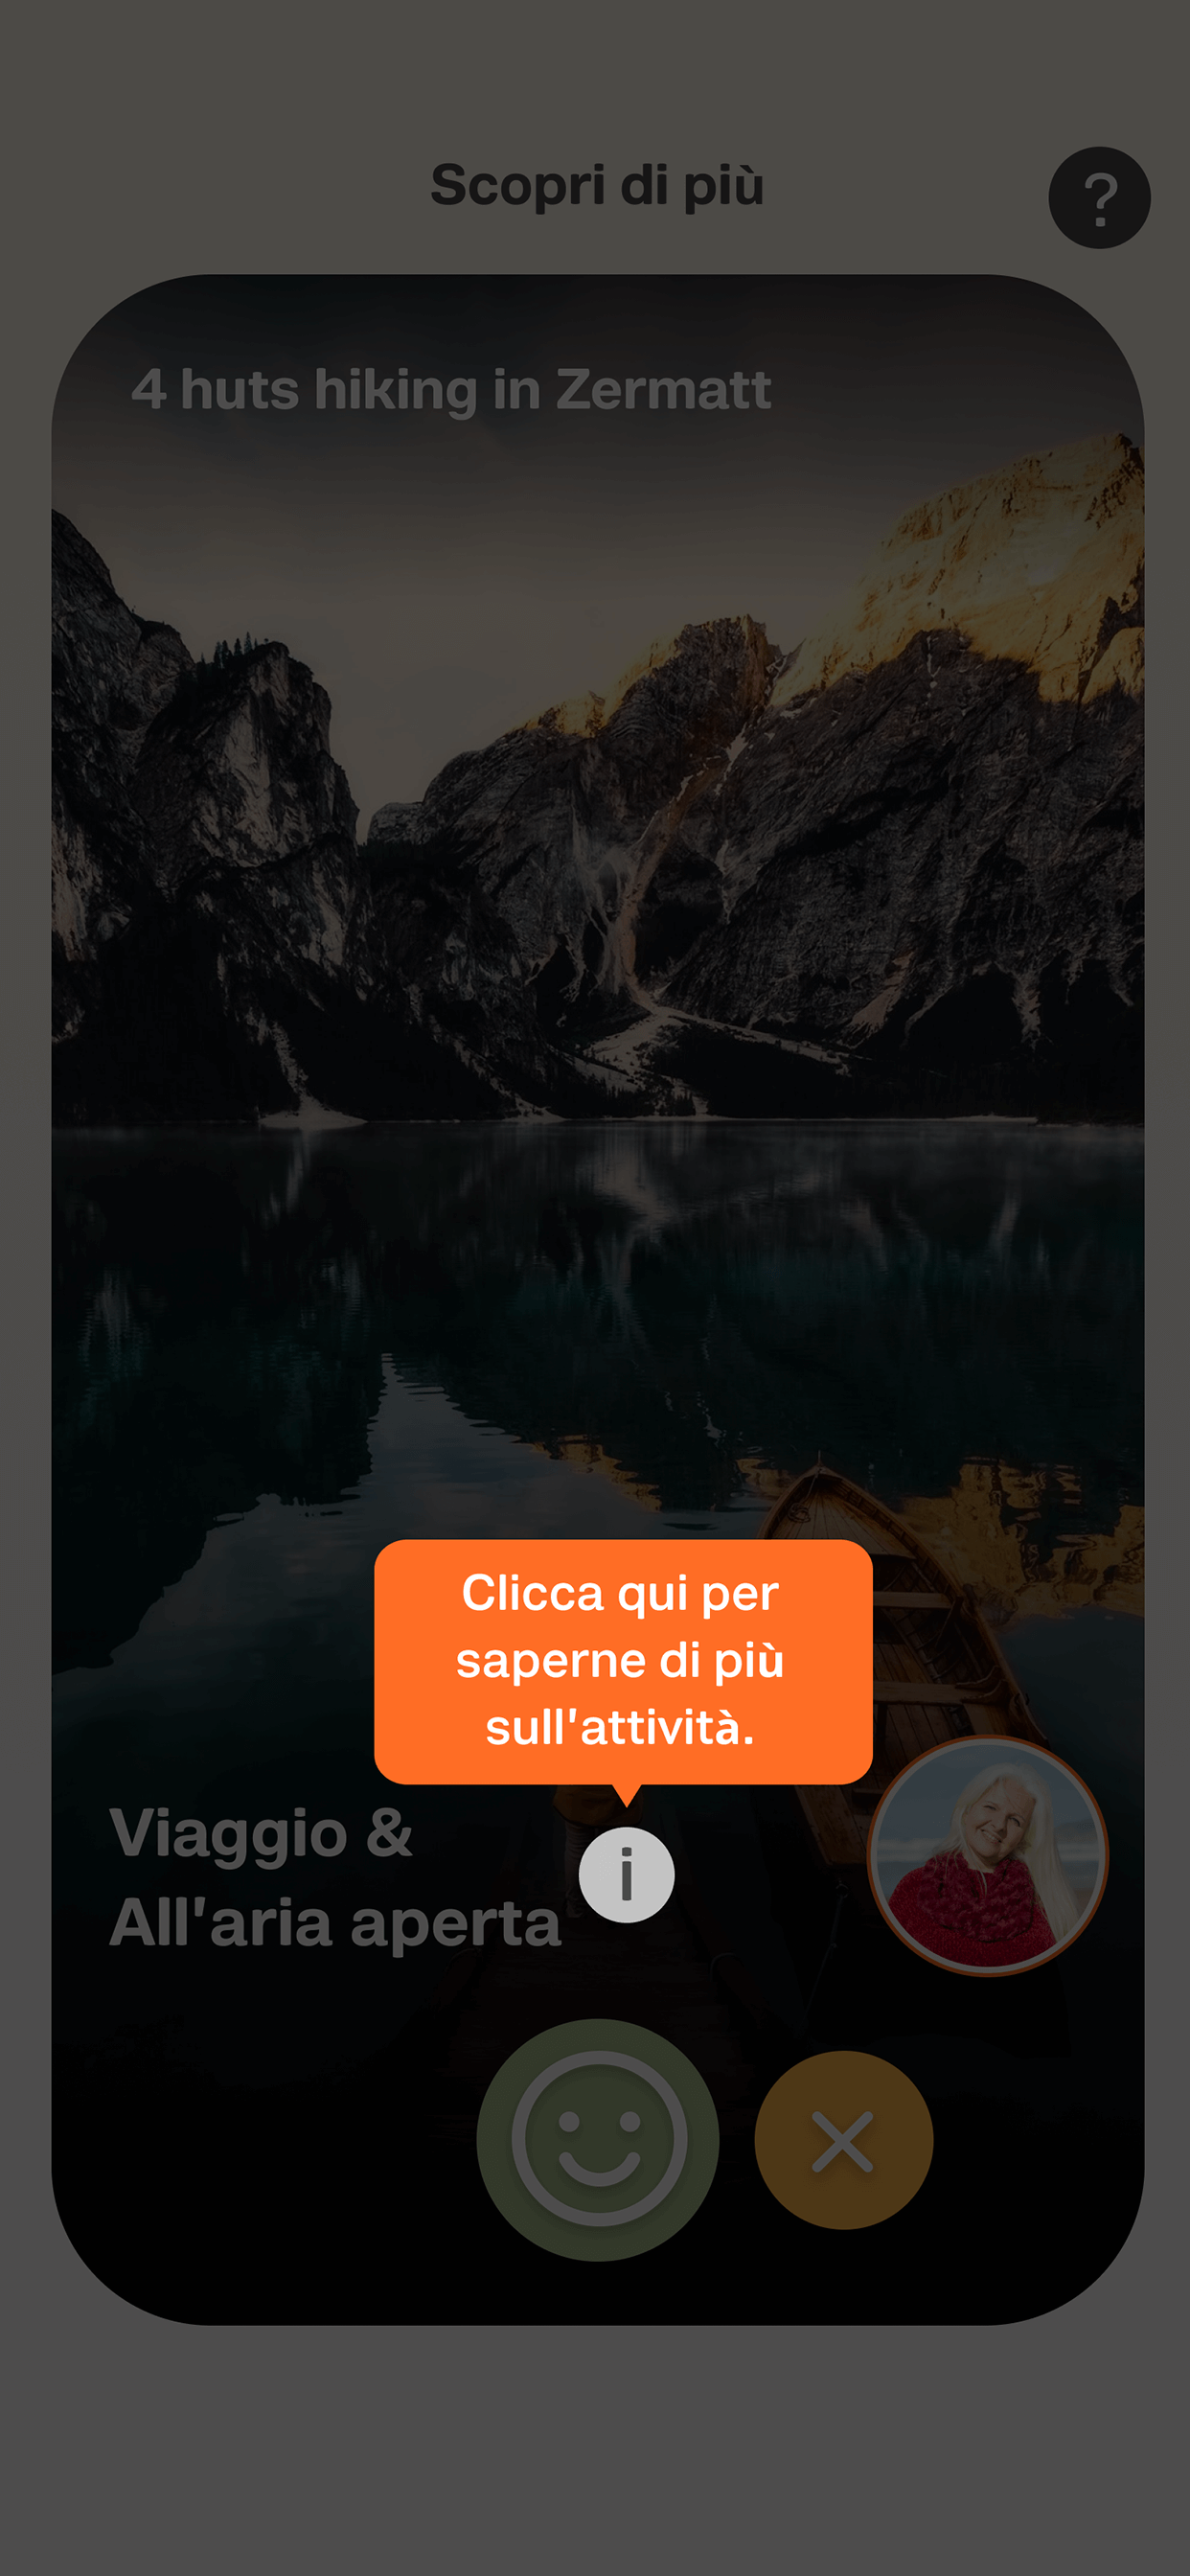 Scopri di più
?
4 huts hiking in Zermatt
Clicca qui per
saperne di più
sull'attività.
Viaggio &
All'aria aperta
i